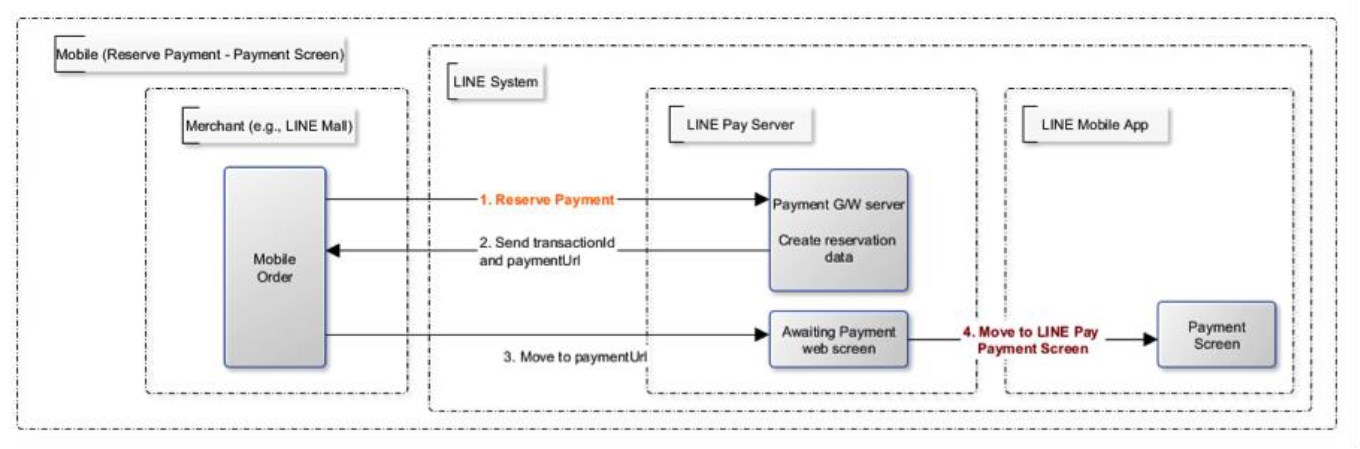 Mobile (Reserve Payment - Payment Screen)
LINE System
Merchant (e.g., LINE Mall)
LINE Pay Server
LINE Mobile App
1. Reserve Payment
Payment G/W server
Create reservation
data
2. Send transactionId
and paymentUrl
Mobile
Order
3. Move to paymentUrl
Awaiting Payment
web screen
4. Move to LINE Pay
Payment Screen
Payment
Screen